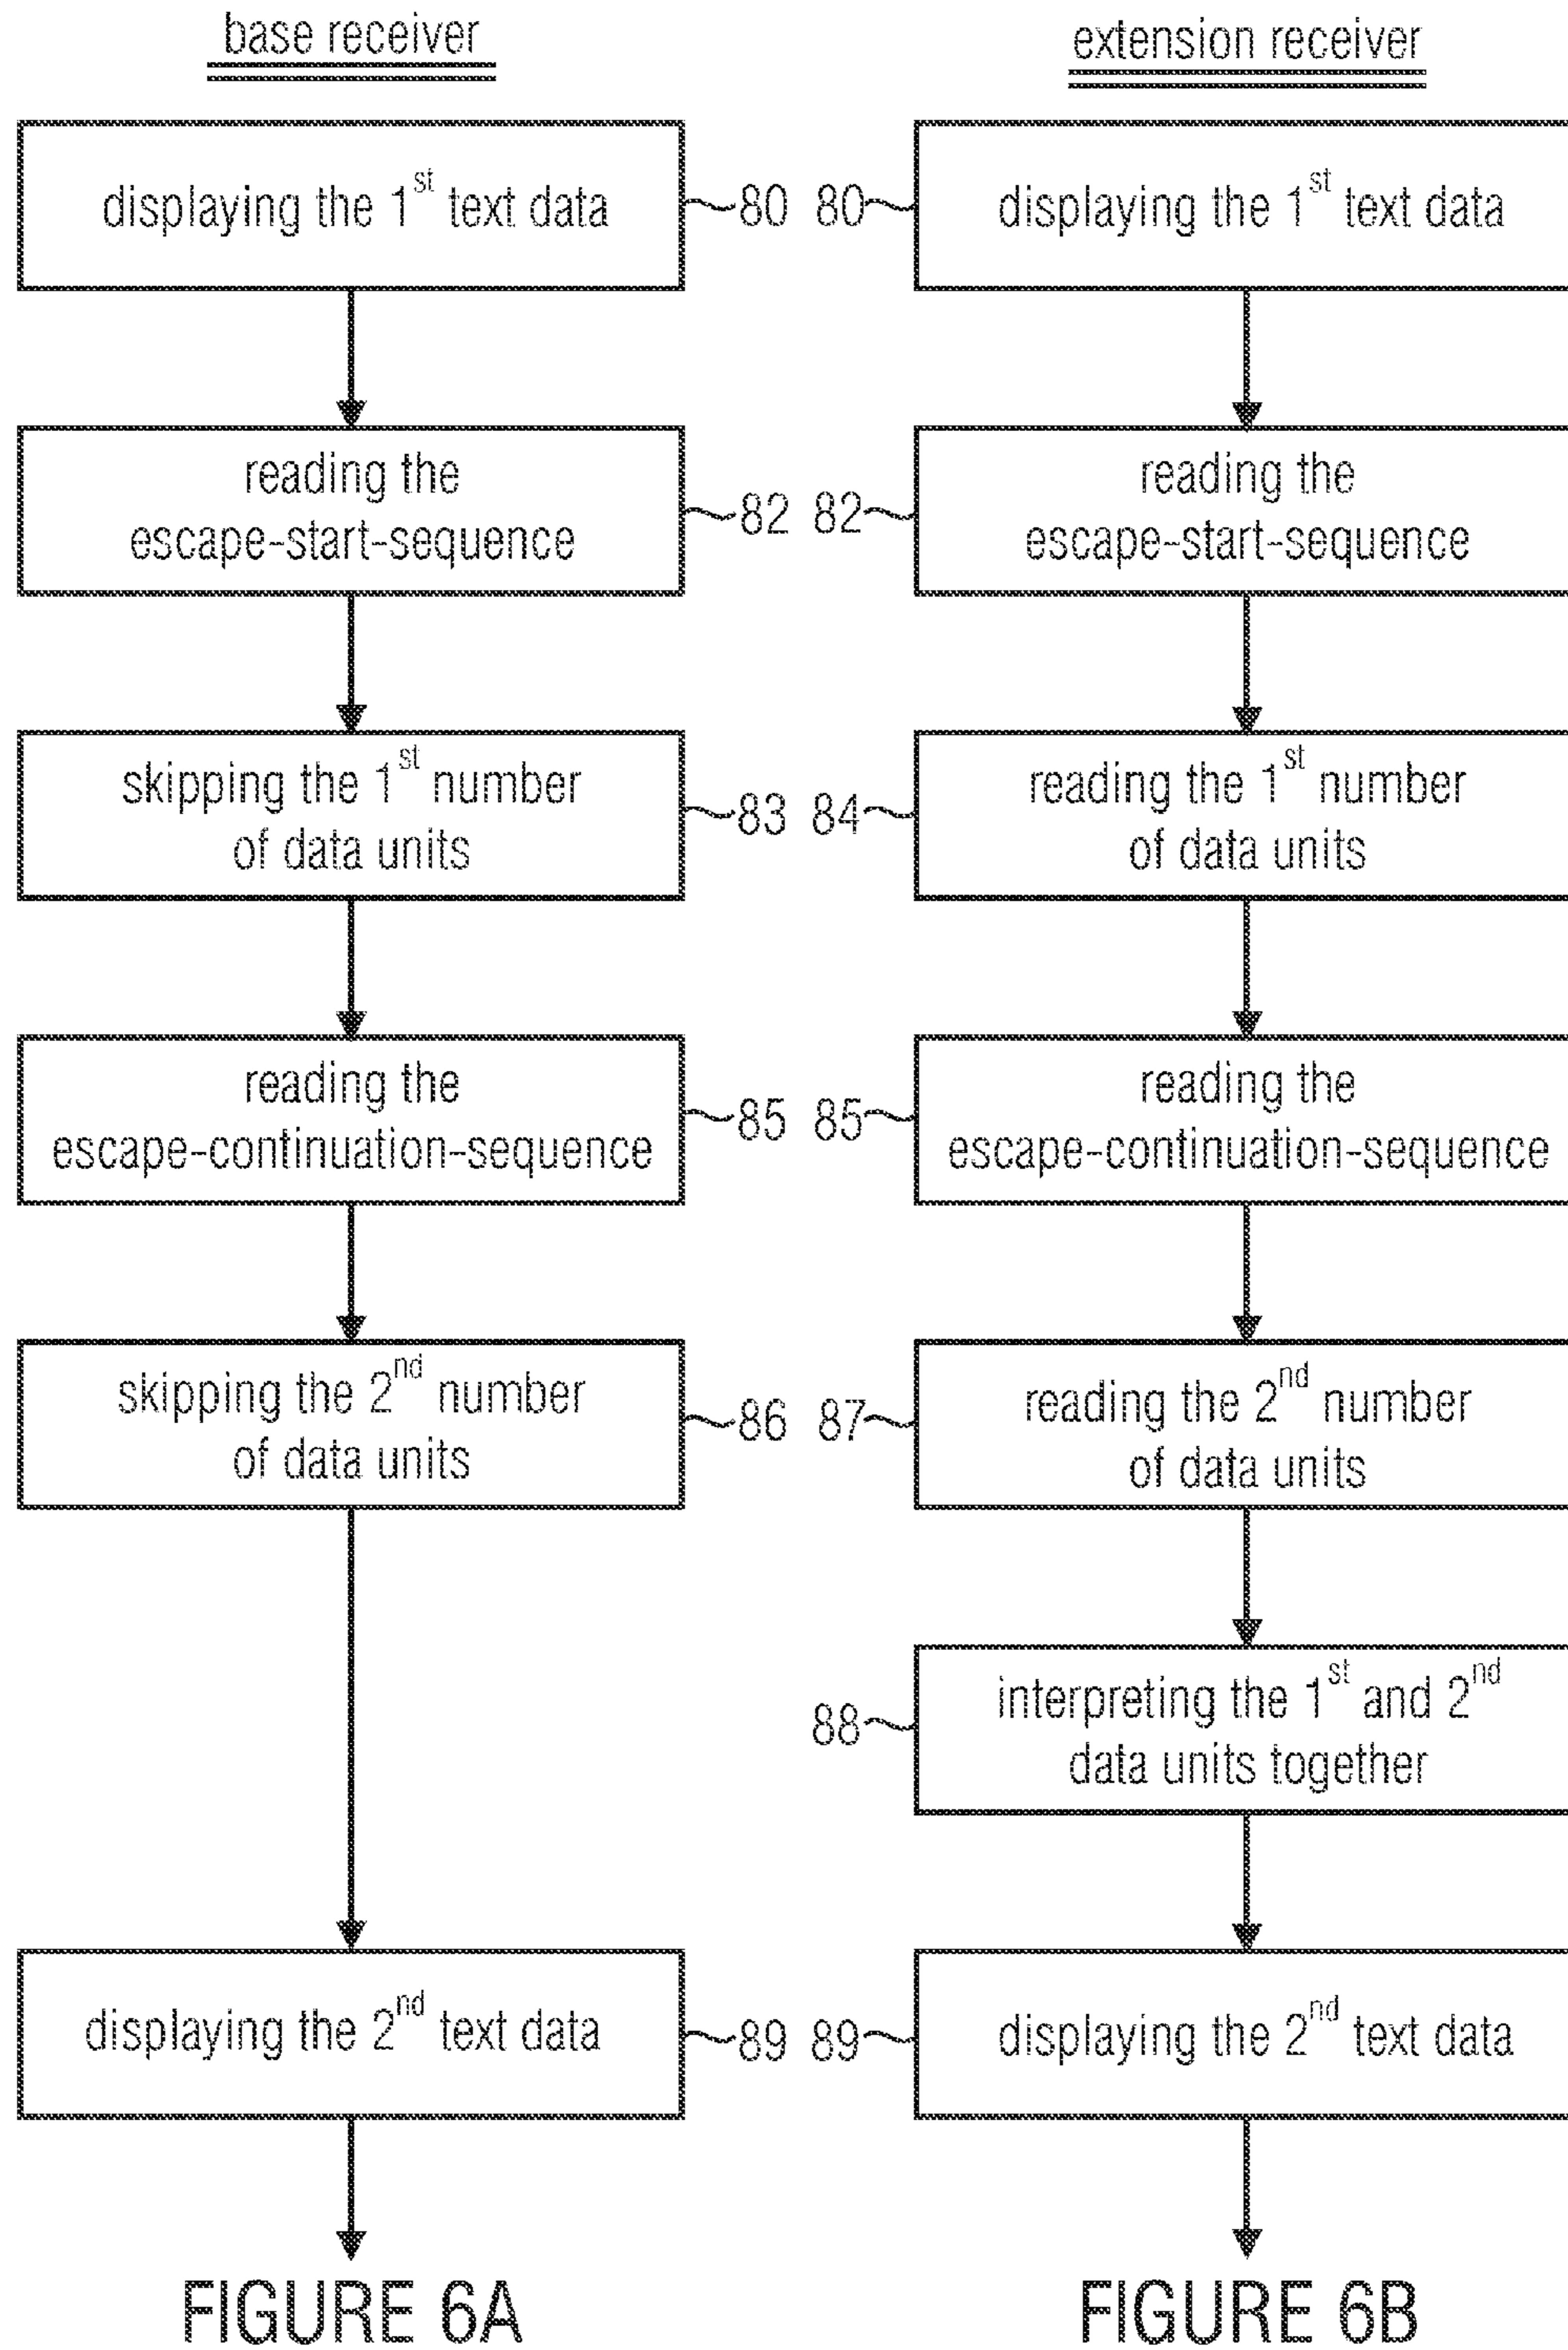 base receiver
displaying the 1st text data
80
reading the
escape-start-sequence
82
skipping the 1st number
of data units
83
reading the
escape-continuation-sequence
85
skipping the 2nd number
of data units
86
displaying the 2nd text data
89
FIGURE 6A
extension receiver
80
displaying the 1st text data
82
reading the
escape-start-sequence
84
reading the 1st number
of data units
85
reading the
escape-continuation-sequence
87
reading the 2nd number
of data units
88
interpreting the 1st and 2nd
data units together
89
displaying the 2nd text data
FIGURE 6B